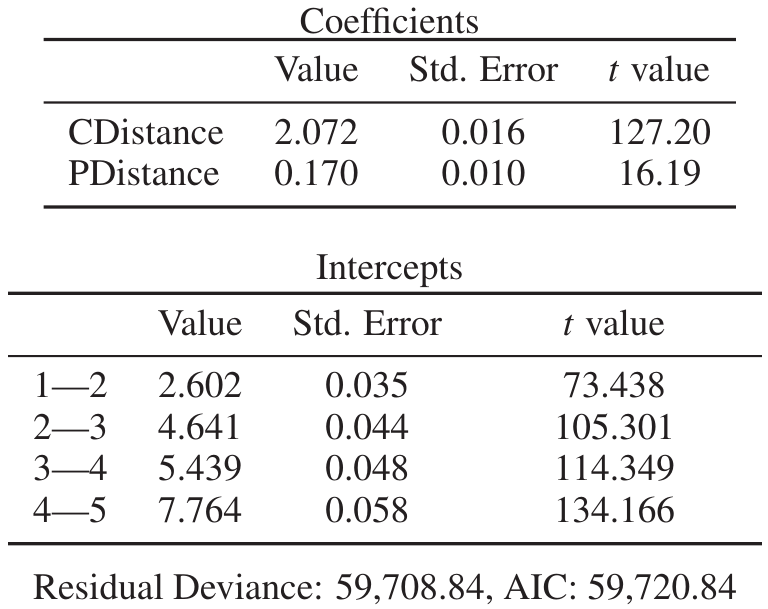 Coefficients
Value Std. Error t value
CDistance 2.072 0.016 127.20
PDistance 0.170 0.010 16.19
Intercepts
Value Std. Error t value
1—2 2.602 0.035 73.438
2—3 4.641 0.044 105.301
3—4 5.439 0.048 114.349
4—5 7.764 0.058 134.166
Residual Deviance: 59,708.84, AIC: 59,720.84